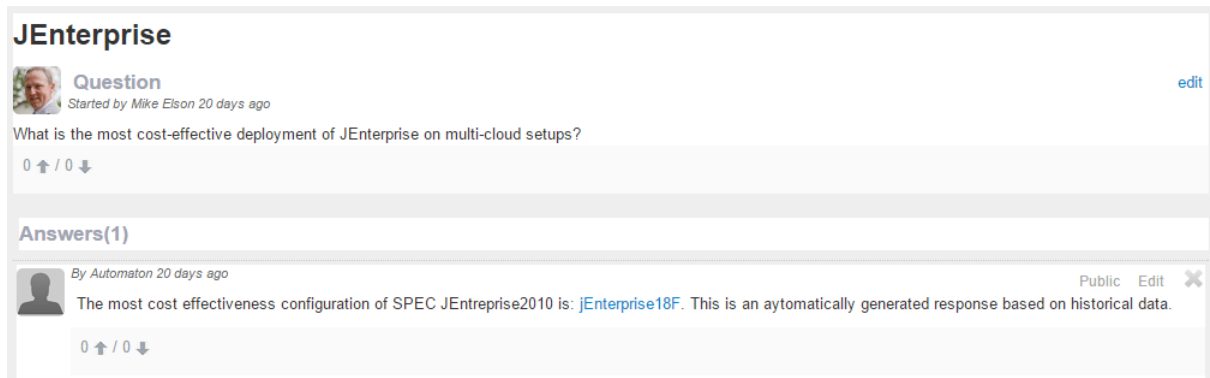 JEnterprise
Question
edit
Started by Mike Elson 20 days ago
What is the most cost-effective deployment of JEnterprise on multi-cloud setups?
0 / 0
Answers(1)
By Automaton 20 days ago
Public Edit
The most cost effectiveness configuration of SPEC JEntreprise2010 is: jEnterprise18F. This is an aytomatically generated response based on historical data.
0 / 0